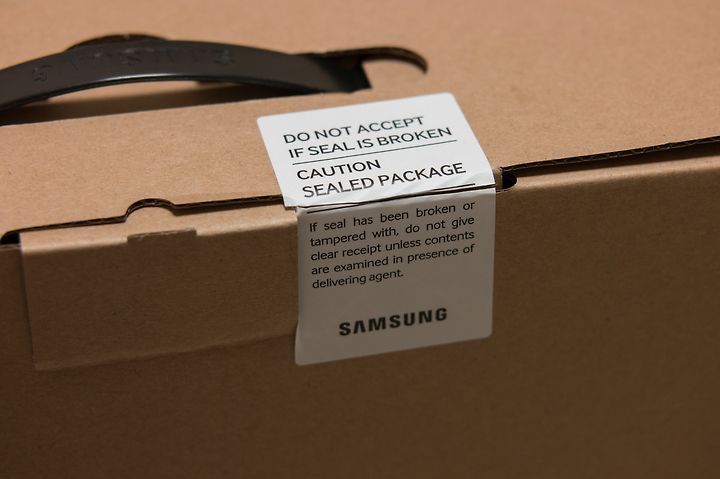 DO NOT ACCEPT
IF SEAL IS BROKEN
CAUTION
SEALED PACKAGE
If seal has been broken or
tampered with, do not give
clear receipt unless contents
are examined in presence of
delivering agent.
SAMSUNG